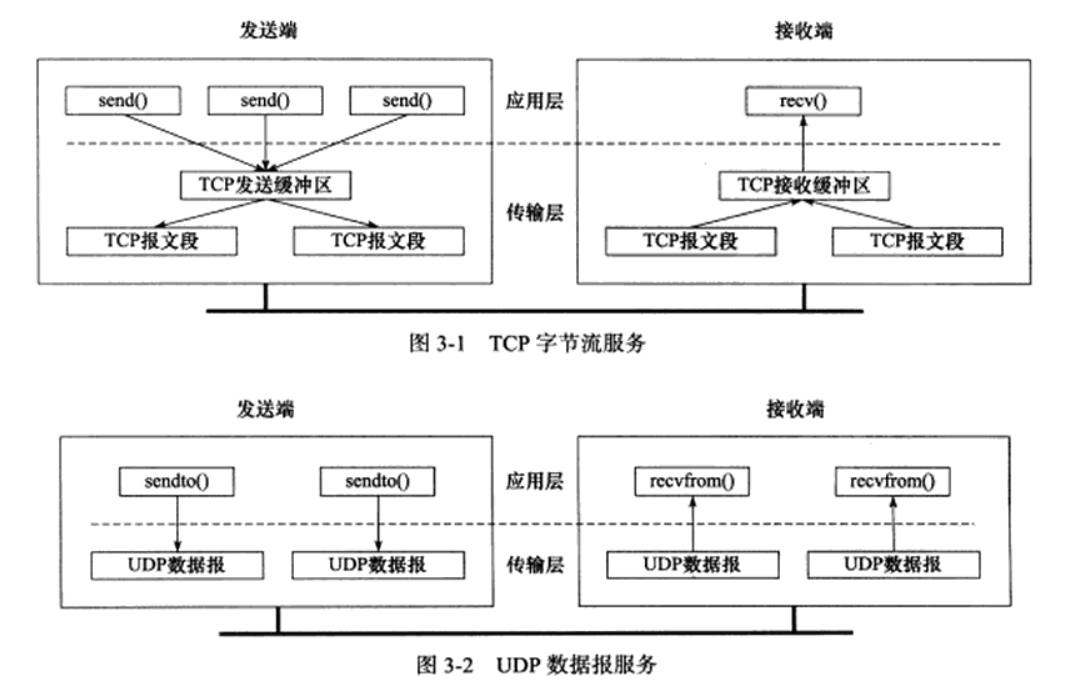 发送端 接收端
send() send() send() 应用层 recv()
TCP发送缓冲区 TCP接收缓冲区
传输层
TCP报文段 TCP报文段 TCP报文段 TCP报文段
图 3-1 TCP 字节流服务
发送端 接收端
sendto() sendto() 应用层 recvfrom() recvfrom()
UDP数据报 UDP数据报 传输层 UDP数据报 UDP数据报
图 3-2 UDP 数据报服务